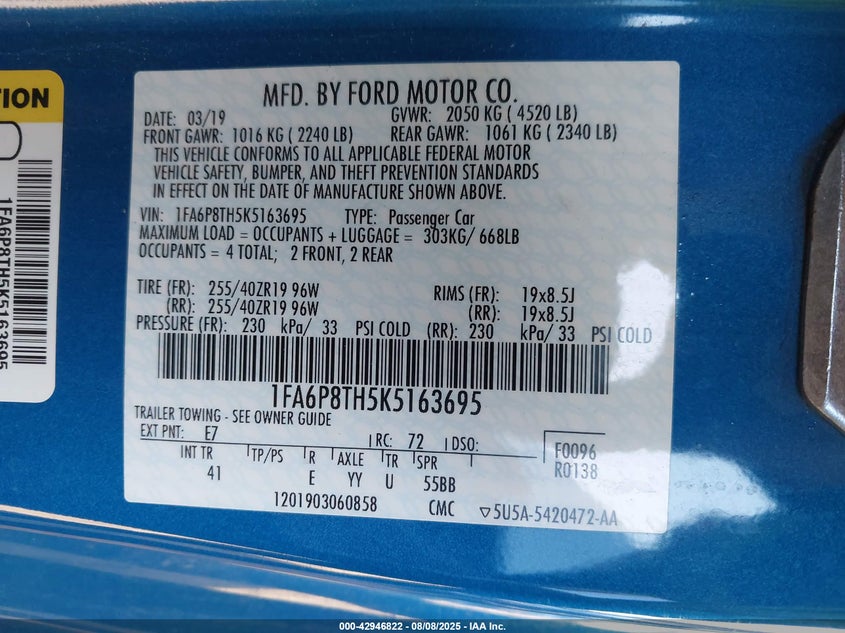 TION
1FA6P8TH5K5163695
MFD. BY FORD MOTOR CO.
DATE: 03/19 GVWR: 2050 KG ( 4520 LB)
FRONT GAWR: 1016 KG ( 2240 LB) REAR GAWR: 1061 KG ( 2340 LB)
THIS VEHICLE CONFORMS TO ALL APPLICABLE FEDERAL MOTOR
VEHICLE SAFETY, BUMPER, AND THEFT PREVENTION STANDARDS
IN EFFECT ON THE DATE OF MANUFACTURE SHOWN ABOVE.
VIN: 1FA6P8TH5K5163695 TYPE: Passenger Car
MAXIMUM LOAD = OCCUPANTS + LUGGAGE = 303KG/ 668LB
OCCUPANTS = 4 TOTAL; 2 FRONT, 2 REAR
TIRE (FR): 255/40ZR19 96W RIMS (FR): 19x8.5J
(RR): 255/40ZR19 96W (RR): 19x8.5J
PRESSURE (FR): 230 kPa/ 33 PSI COLD (RR): 230 kPa/ 33 PSI COLD
1FA6P8TH5K5163695
TRAILER TOWING - SEE OWNER GUIDE
EXT PNT: E7 RC: 72 DSO: F0096
INT TR TP/PS R AXLE TR SPR R0138
41 E YY U 55BB
1201903060858 CMC 5U5A-5420472-AA
000-42946822 - 08/08/2025 - IAA Inc.